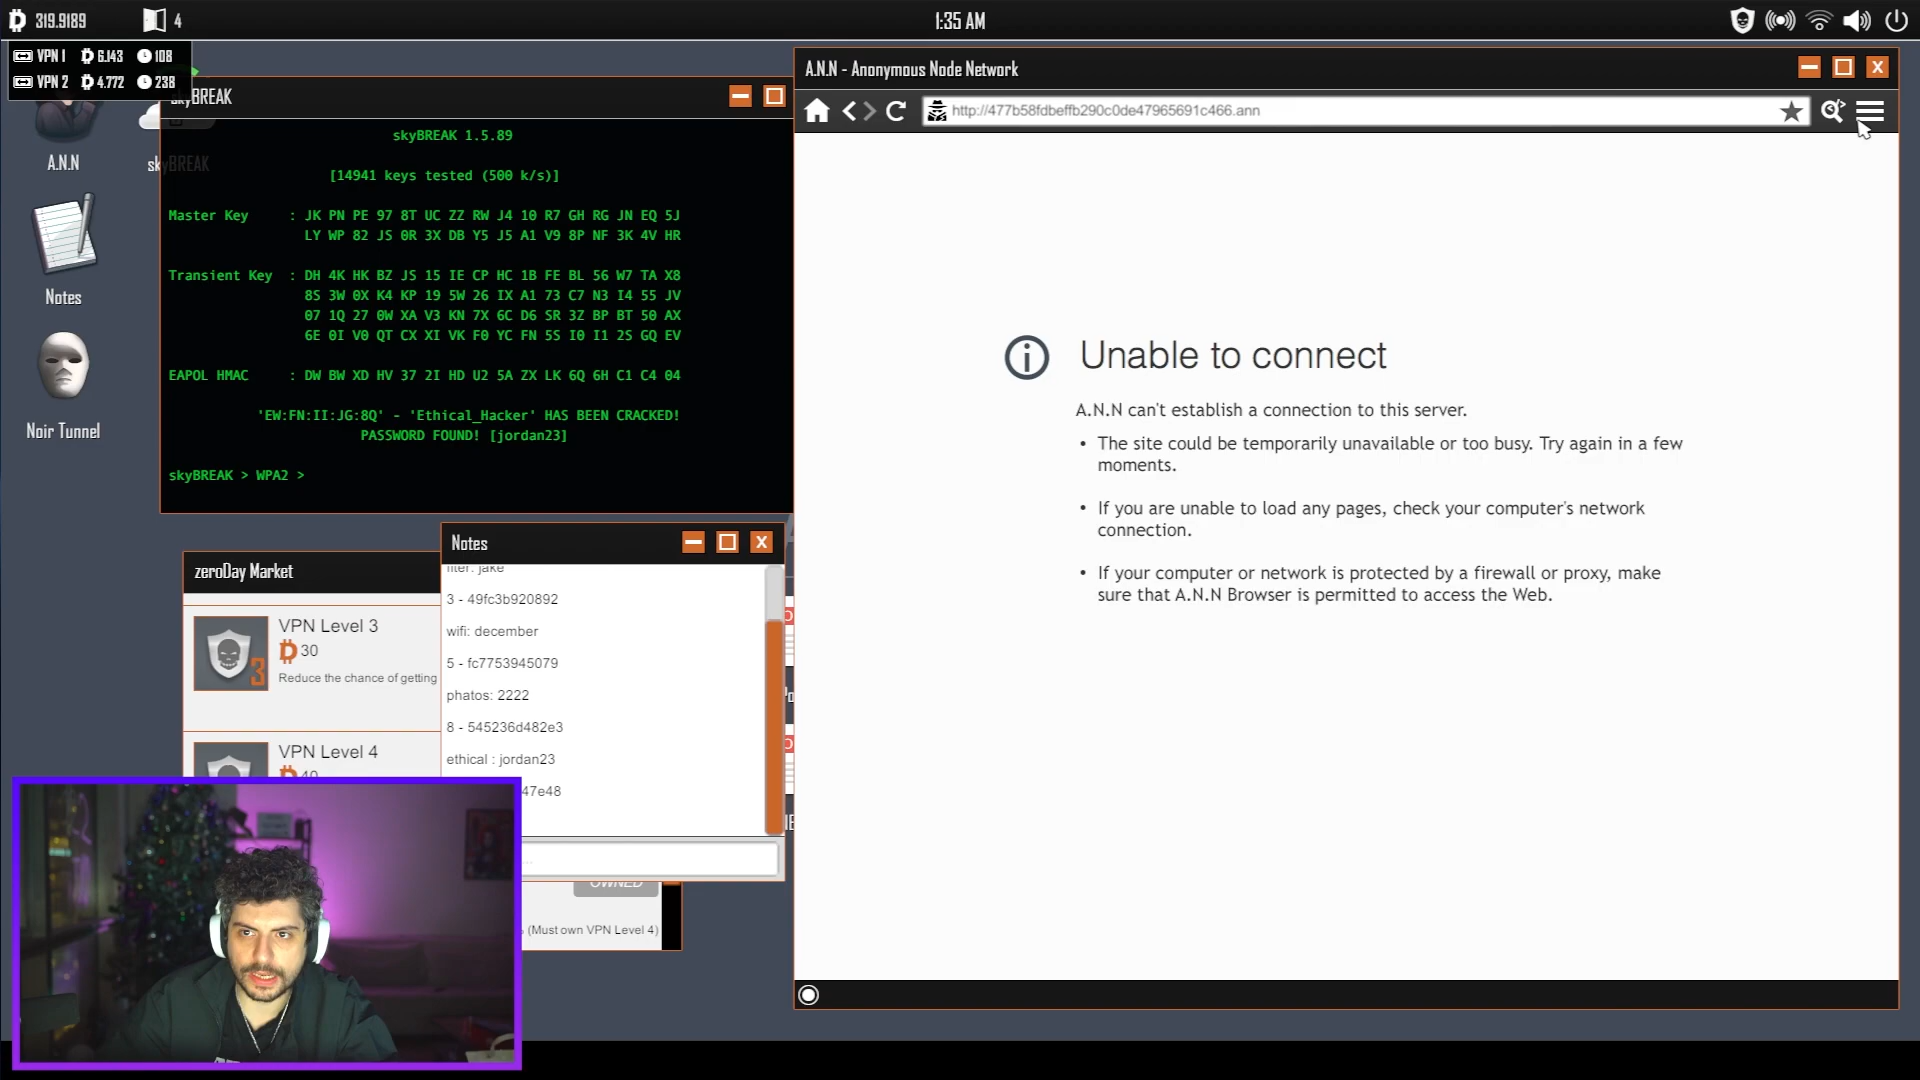 319.9189
4
1:35 AM
VPN 1 6.143 108
VPN 2 4.772 238
A.N.N
skyBREAK
Notes
Noir Tunnel
skyBREAK
skyBREAK 1.5.89
[14941 keys tested (500 k/s)]
Master Key : JK PN PE 97 8T UC ZZ RW J4 10 R7 GH RG JN EQ 5J
LY WP 82 JS 0R 3X DB Y5 J5 A1 V9 8P NF 3K 4V HR
Transient Key : DH 4K HK BZ JS 15 IE CP HC 1B FE BL 56 W7 TA X8
8S 3W 0X K4 KP 19 5W 26 IX A1 73 C7 N3 I4 55 JV
07 1Q 27 0W XA V3 KN 7X 6C D6 SR 3Z BP BT 50 AX
6E 0I V0 QT CX XI VK F0 YC FN 5S I0 I1 2S GQ EV
EAPOL HMAC : DW BW XD HV 37 2I HD U2 5A ZX LK 6Q 6H C1 C4 04
'EW:FN:II:JG:8Q' - 'Ethical_Hacker' HAS BEEN CRACKED!
PASSWORD FOUND! [jordan23]
skyBREAK > WPA2 >
zeroDay Market
VPN Level 3
30
Reduce the chance of getting
VPN Level 4
40
OWNED
(Must own VPN Level 4)
Notes
jake
3 - 49fc3b920892
wifi: december
5 - fc7753945079
phatos: 2222
8 - 545236d482e3
ethical : jordan23
47e48
A.N.N - Anonymous Node Network
http://477b58fdbeffb290c0de47965691c466.ann
Unable to connect
A.N.N can't establish a connection to this server.
• The site could be temporarily unavailable or too busy. Try again in a few
moments.
• If you are unable to load any pages, check your computer's network
connection.
• If your computer or network is protected by a firewall or proxy, make
sure that A.N.N Browser is permitted to access the Web.